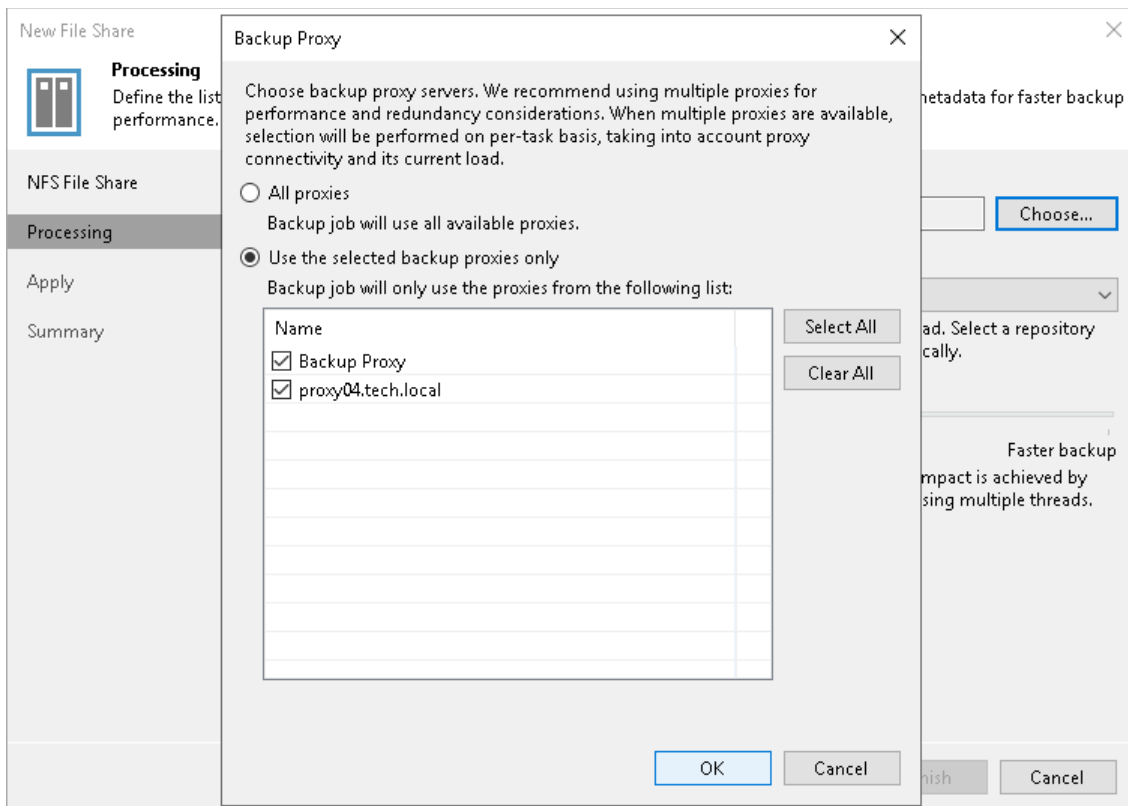 New File Share
Processing
Define the list
performance.
metadata for faster backup
NFS File Share
Processing
Apply
Summary
Choose...
ad. Select a repository
cally.
Faster backup
mpact is achieved by
sing multiple threads.
nish
Cancel
Backup Proxy
Choose backup proxy servers. We recommend using multiple proxies for
performance and redundancy considerations. When multiple proxies are available,
selection will be performed on per-task basis, taking into account proxy
connectivity and its current load.
All proxies
Backup job will use all available proxies.
Use the selected backup proxies only
Backup job will only use the proxies from the following list:
Name
Backup Proxy
proxy04.tech.local
Select All
Clear All
OK
Cancel